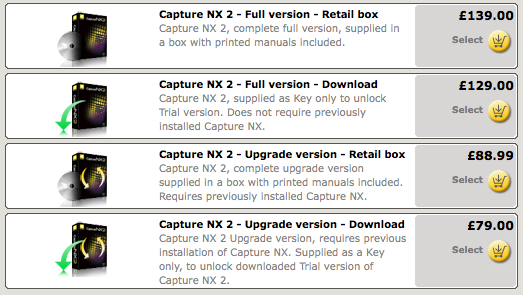 Capture NX 2 - Full version - Retail box
£139.00
Capture NX 2, complete full version, supplied in
a box with printed manuals included.
Select
Capture NX 2 - Full version - Download
£129.00
Capture NX 2, supplied as Key only to unlock
Trial version. Does not require previously
installed Capture NX.
Select
Capture NX 2 - Upgrade version - Retail box
£88.99
Capture NX 2, complete upgrade version
supplied in a box with printed manuals included.
Requires previously installed Capture NX.
Select
Capture NX 2 - Upgrade version - Download
£79.00
Capture NX 2 Upgrade version, requires previous
installation of Capture NX. Supplied as a Key
only, to unlock downloaded Trial version of
Capture NX 2.
Select